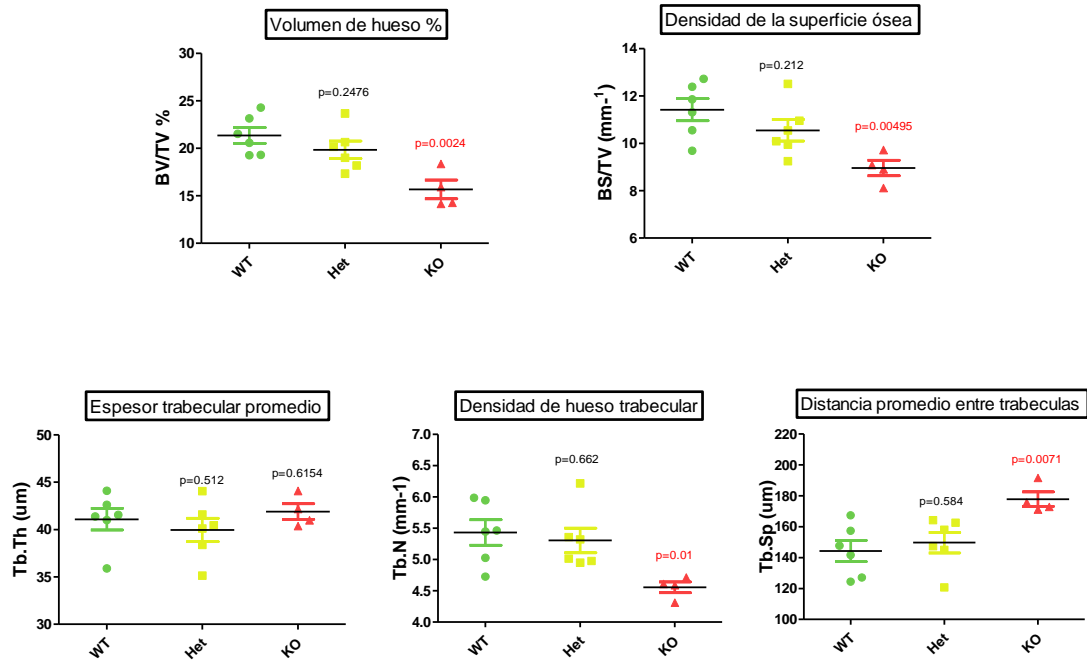 Volumen de hueso %
BV/TV %
30
25
20
15
10
p=0.2476
p=0.0024
WT
Het
KO
Densidad de la superficie ósea
BS/TV (mm-1)
14
12
10
8
6
p=0.212
p=0.00495
WT
Het
KO
Espesor trabecular promedio
Tb.Th (um)
50
45
40
35
30
p=0.512
p=0.6154
WT
Het
KO
Densidad de hueso trabecular
Tb.N (mm-1)
7.0
6.5
6.0
5.5
5.0
4.5
4.0
p=0.662
p=0.01
WT
Het
KO
Distancia promedio entre trabeculas
Tb.Sp (um)
220
200
180
160
140
120
100
p=0.584
p=0.0071
WT
Het
KO